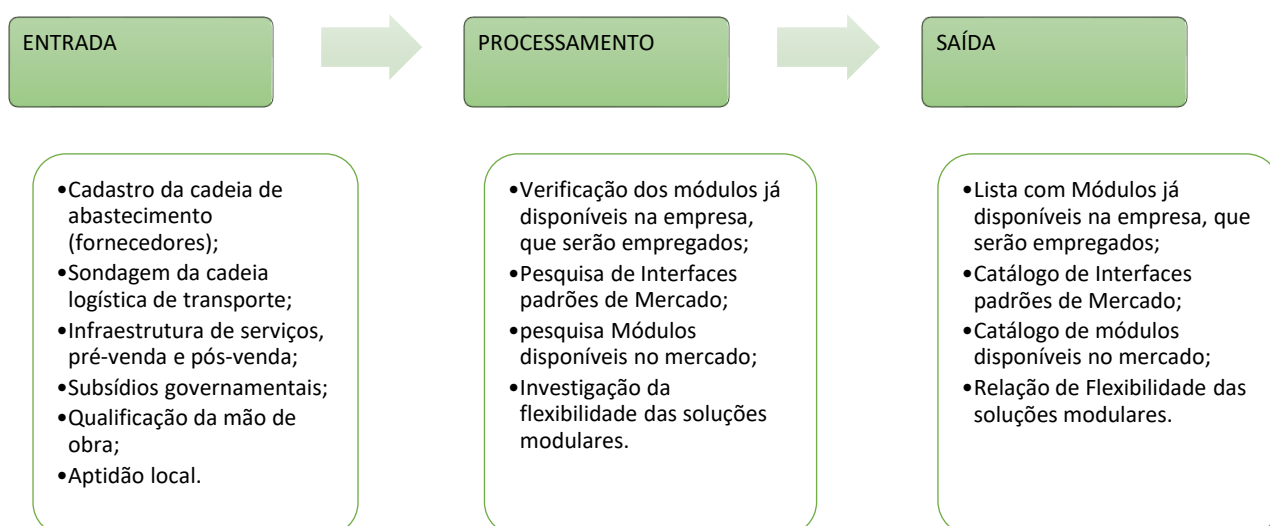 ENTRADA
PROCESSAMENTO
SAÍDA
•Cadastro da cadeia de
abastecimento
(fornecedores);
•Sondagem da cadeia
logística de transporte;
•Infraestrutura de serviços,
pré-venda e pós-venda;
•Subsídios governamentais;
•Qualificação da mão de
obra;
•Aptidão local.
•Verificação dos módulos já
disponíveis na empresa,
que serão empregados;
•Pesquisa de Interfaces
padrões de Mercado;
•pesquisa Módulos
disponíveis no mercado;
•Investigação da
flexibilidade das soluções
modulares.
•Lista com Módulos já
disponíveis na empresa, que
serão empregados;
•Catálogo de Interfaces
padrões de Mercado;
•Catálogo de módulos
disponíveis no mercado;
•Relação de Flexibilidade das
soluções modulares.